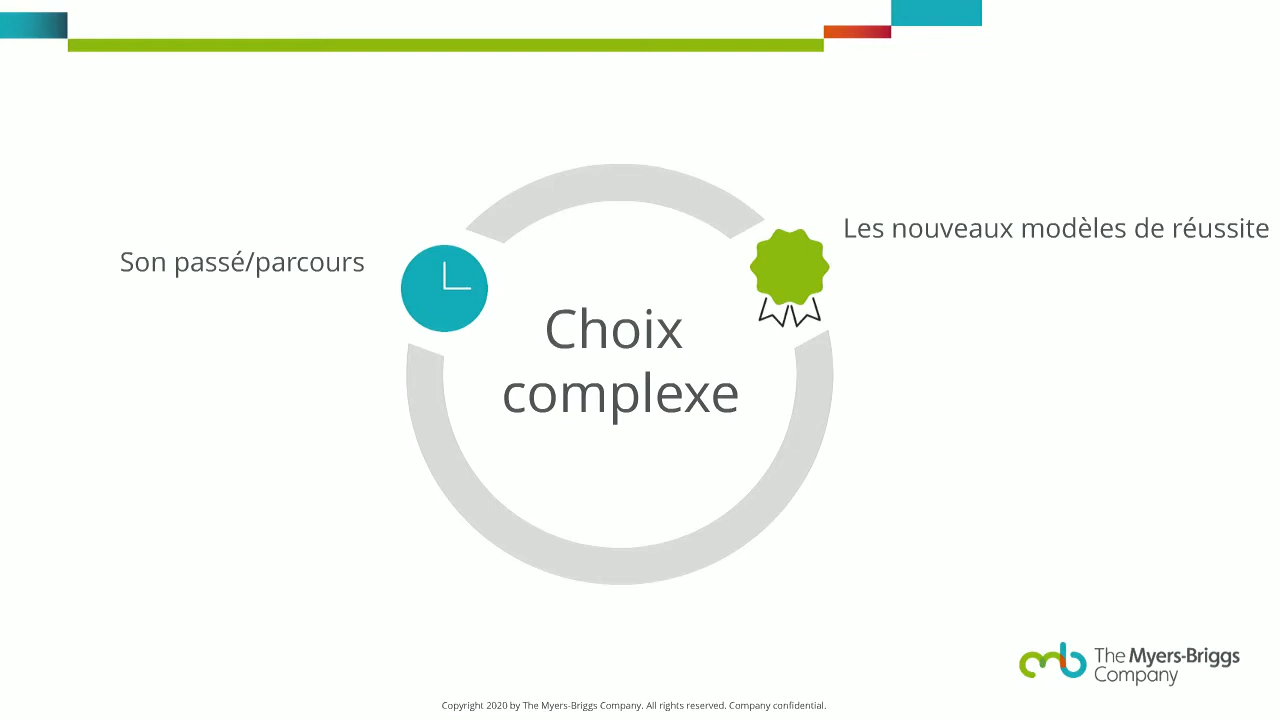 Les nouveaux modèles de réussite
Son passé/parcours
Choix
complexe
The Myers-Briggs
Company
Copyright 2020 by The Myers-Briggs Company. All rights reserved. Company confidential.